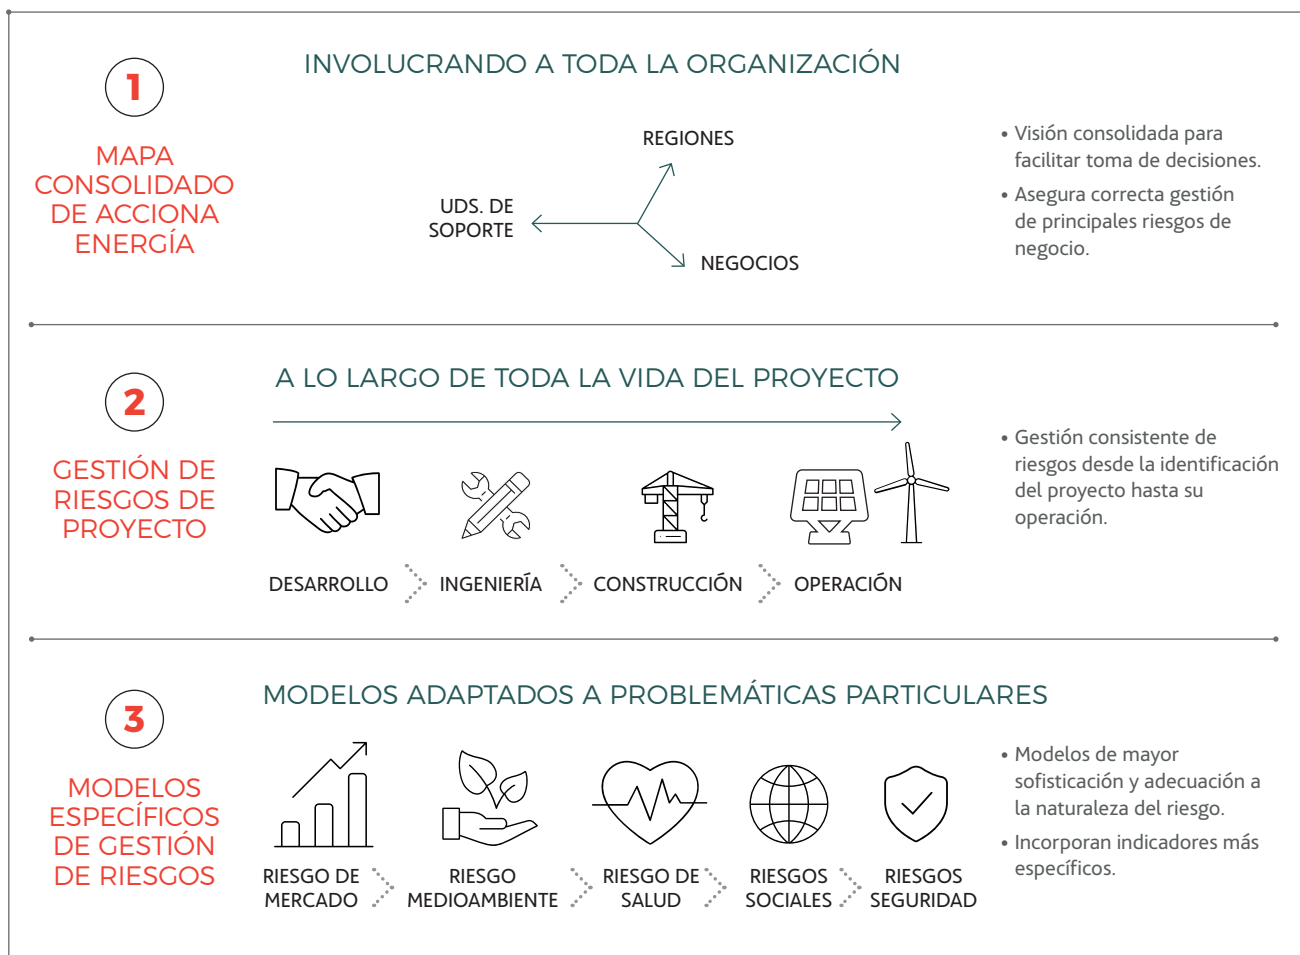 1
MAPA
CONSOLIDADO
DE ACCIONA
ENERGÍA
INVOLUCRANDO A TODA LA ORGANIZACIÓN
REGIONES
UDS. DE
SOPORTE
NEGOCIOS
• Visión consolidada para
facilitar toma de decisiones.
• Asegura correcta gestión
de principales riesgos de
negocio.
2
GESTIÓN DE
RIESGOS DE
PROYECTO
A LO LARGO DE TODA LA VIDA DEL PROYECTO
DESARROLLO
INGENIERÍA
CONSTRUCCIÓN
OPERACIÓN
• Gestión consistente de
riesgos desde la identificación
del proyecto hasta su
operación.
3
MODELOS
ESPECÍFICOS
DE GESTIÓN
DE RIESGOS
MODELOS ADAPTADOS A PROBLEMÁTICAS PARTICULARES
RIESGO DE
MERCADO
RIESGO
MEDIOAMBIENTE
RIESGO DE
SALUD
RIESGOS
SOCIALES
RIESGOS
SEGURIDAD
• Modelos de mayor
sofisticación y adecuación a
la naturaleza del riesgo.
• Incorporan indicadores más
específicos.